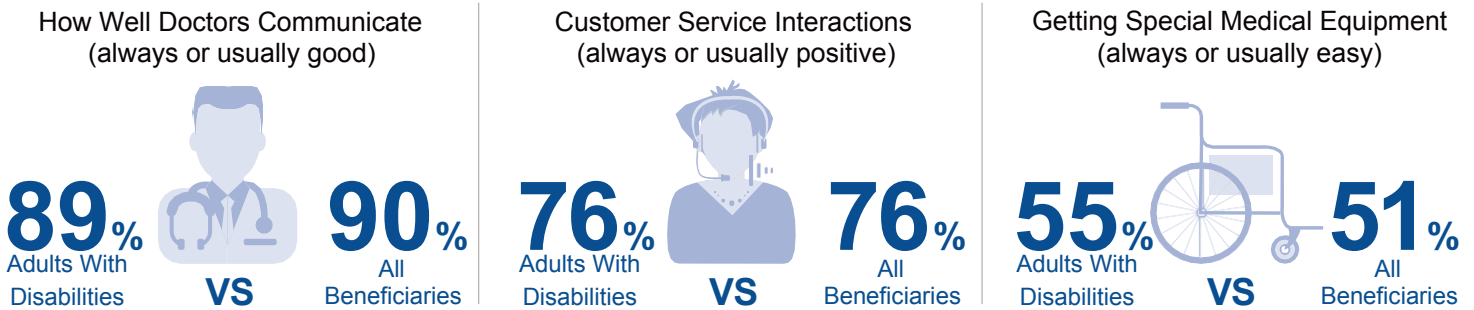 How Well Doctors Communicate
(always or usually good)
89%
Adults With
Disabilities
VS
90%
All
Beneficiaries
Customer Service Interactions
(always or usually positive)
76%
Adults With
Disabilities
VS
76%
All
Beneficiaries
Getting Special Medical Equipment
(always or usually easy)
55%
Adults With
Disabilities
VS
51%
All
Beneficiaries